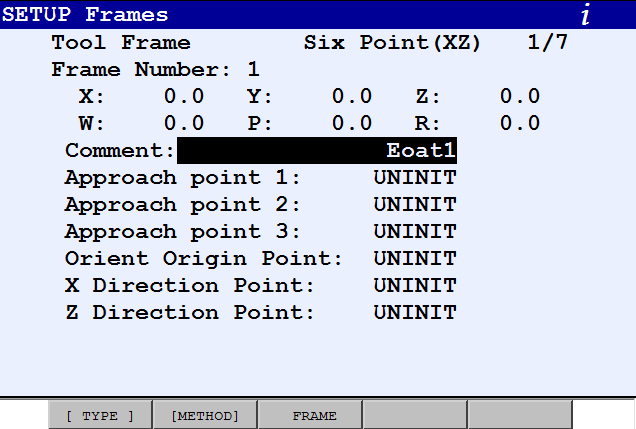 SETUP Frames i
Tool Frame Six Point(XZ) 1/7
Frame Number: 1
X: 0.0 Y: 0.0 Z: 0.0
W: 0.0 P: 0.0 R: 0.0
Comment: Eoat1
Approach point 1: UNINIT
Approach point 2: UNINIT
Approach point 3: UNINIT
Orient Origin Point: UNINIT
X Direction Point: UNINIT
Z Direction Point: UNINIT
[ TYPE ] [METHOD] FRAME